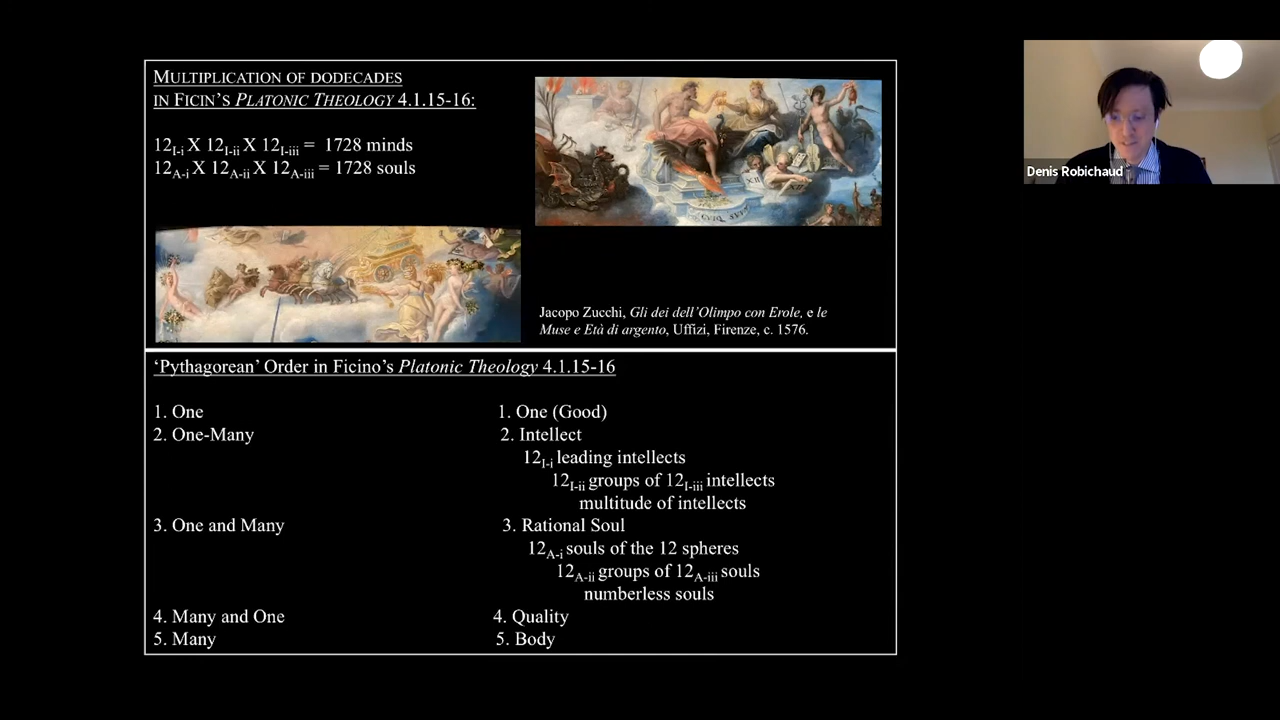 MULTIPLICATION OF DODECADES
IN FICIN'S PLATONIC THEOLOGY 4.1.15-16:
12I-i X 12I-ii X 12I-iii = 1728 minds
12A-i X 12A-ii X 12A-iii = 1728 souls
XII
Jacopo Zucchi, Gli dei dell'Olimpo con Erole, e le
Muse e Età di argento, Uffizi, Firenze, c. 1576.
'Pythagorean' Order in Ficino's Platonic Theology 4.1.15-16
1. One
1. One (Good)
2. One-Many
2. Intellect
12I-i leading intellects
12I-ii groups of 12I-iii intellects
multitude of intellects
3. One and Many
3. Rational Soul
12A-i souls of the 12 spheres
12A-ii groups of 12A-iii souls
numberless souls
4. Many and One
4. Quality
5. Many
5. Body
Denis Robichaud